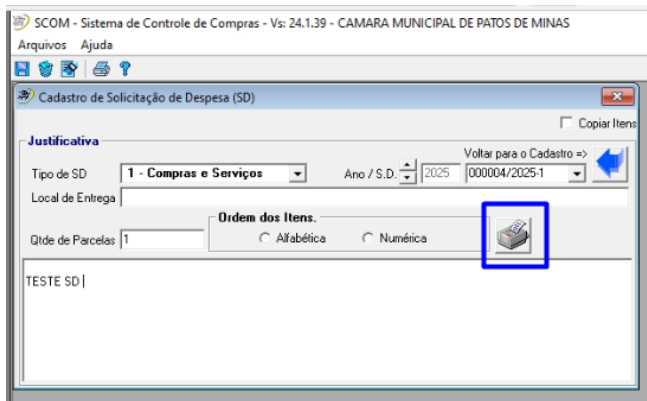 SCOM - Sistema de Controle de Compras - Vs: 24.1.39 - CAMARA MUNICIPAL DE PATOS DE MINAS
Arquivos Ajuda
Cadastro de Solicitação de Despesa (SD)
Copiar Itens
Justificativa
Voltar para o Cadastro =>
Tipo de SD 1 - Compras e Serviços Ano / S.D. 2025 000004/2025-1
Local de Entrega
Ordem dos Itens.
Qtde de Parcelas 1 Alfabética Numérica
TESTE SD